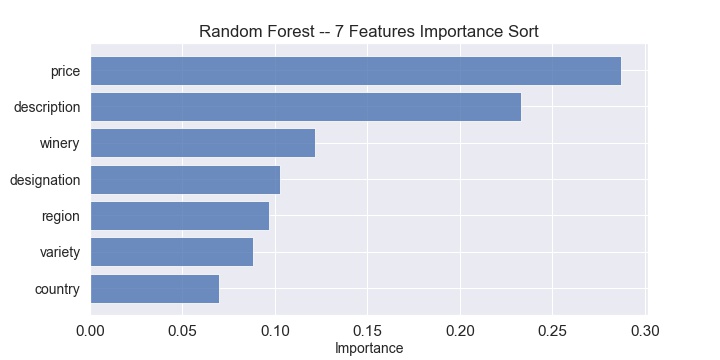 Random Forest -- 7 Features Importance Sort
price
description
winery
designation
region
variety
country
0.00 0.05 0.10 0.15 0.20 0.25 0.30
Importance